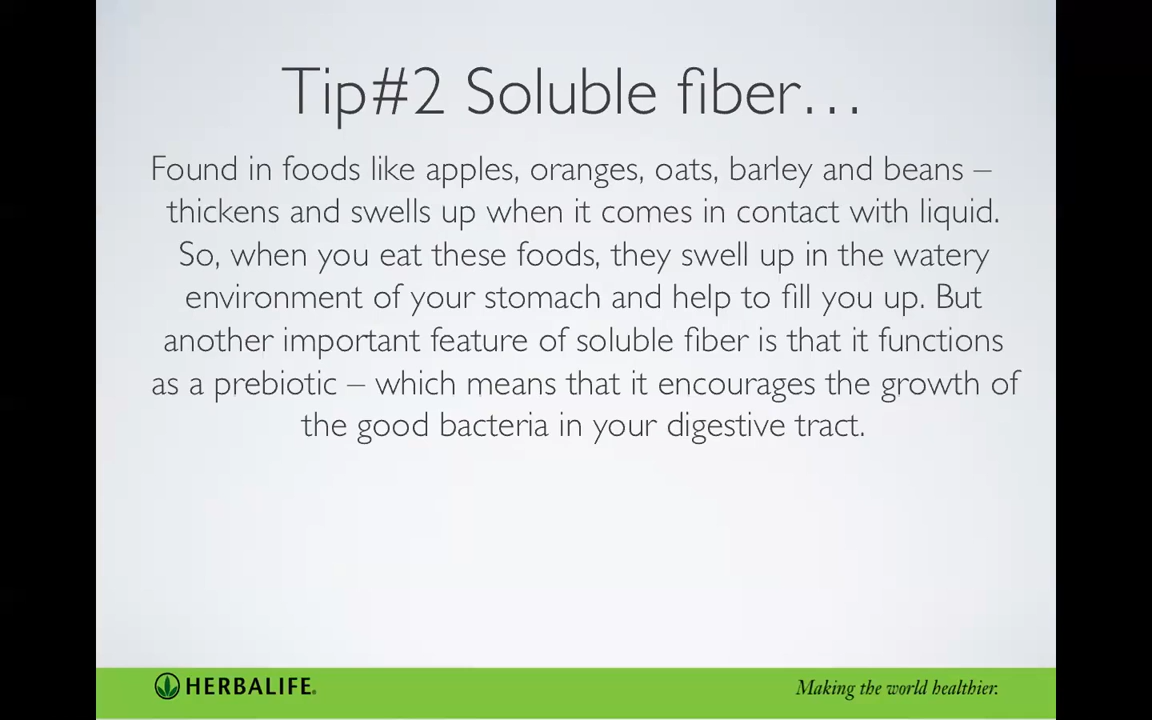 Tip#2 Soluble fiber…
Found in foods like apples, oranges, oats, barley and beans –
thickens and swells up when it comes in contact with liquid.
So, when you eat these foods, they swell up in the watery
environment of your stomach and help to fill you up. But
another important feature of soluble fiber is that it functions
as a prebiotic – which means that it encourages the growth of
the good bacteria in your digestive tract.
HERBALIFE®
Making the world healthier.